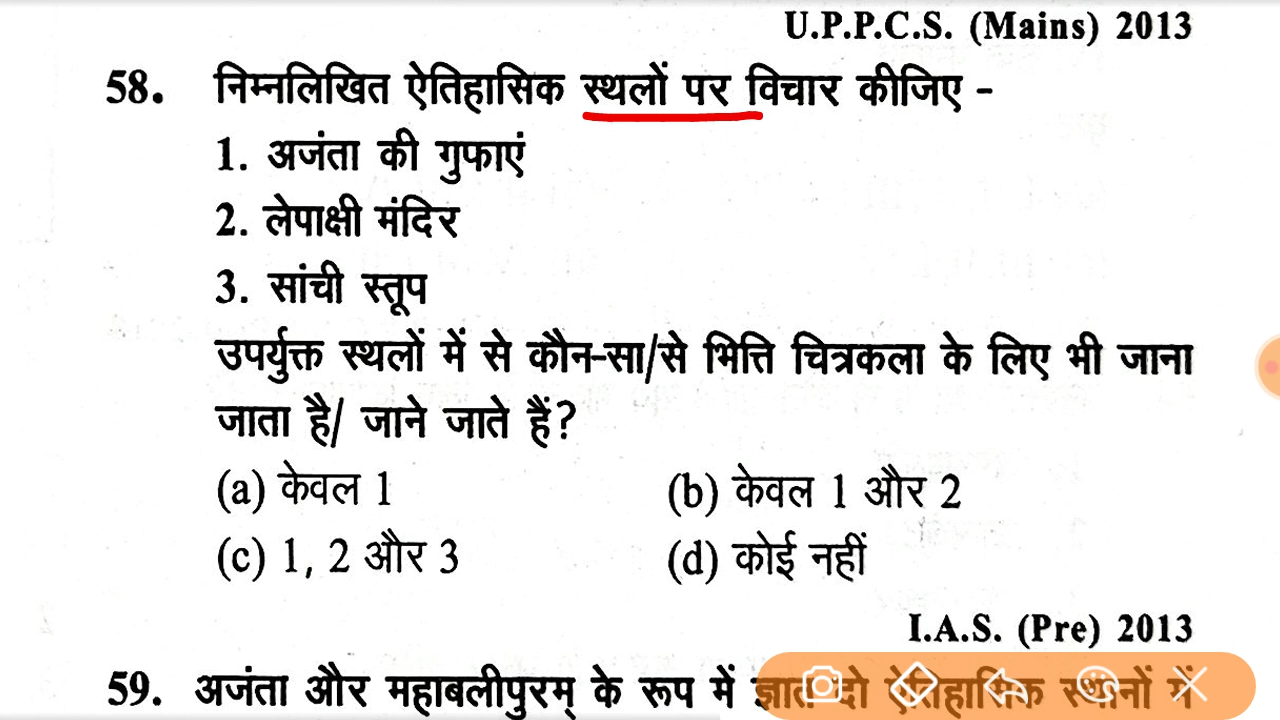 U.P.P.C.S. (Mains) 2013
58. निम्नलिखित ऐतिहासिक स्थलों पर विचार कीजिए -
1. अजंता की गुफाएं
2. लेपाक्षी मंदिर
3. सांची स्तूप
उपर्युक्त स्थलों में से कौन-सा/से भित्ति चित्रकला के लिए भी जाना
जाता है/ जाने जाते हैं?
(a) केवल 1 (b) केवल 1 और 2
(c) 1, 2 और 3 (d) कोई नहीं
I.A.S. (Pre) 2013
59. अजंता और महाबलीपुरम् के रूप में ज्ञात दो ऐतिहासिक स्थानों में